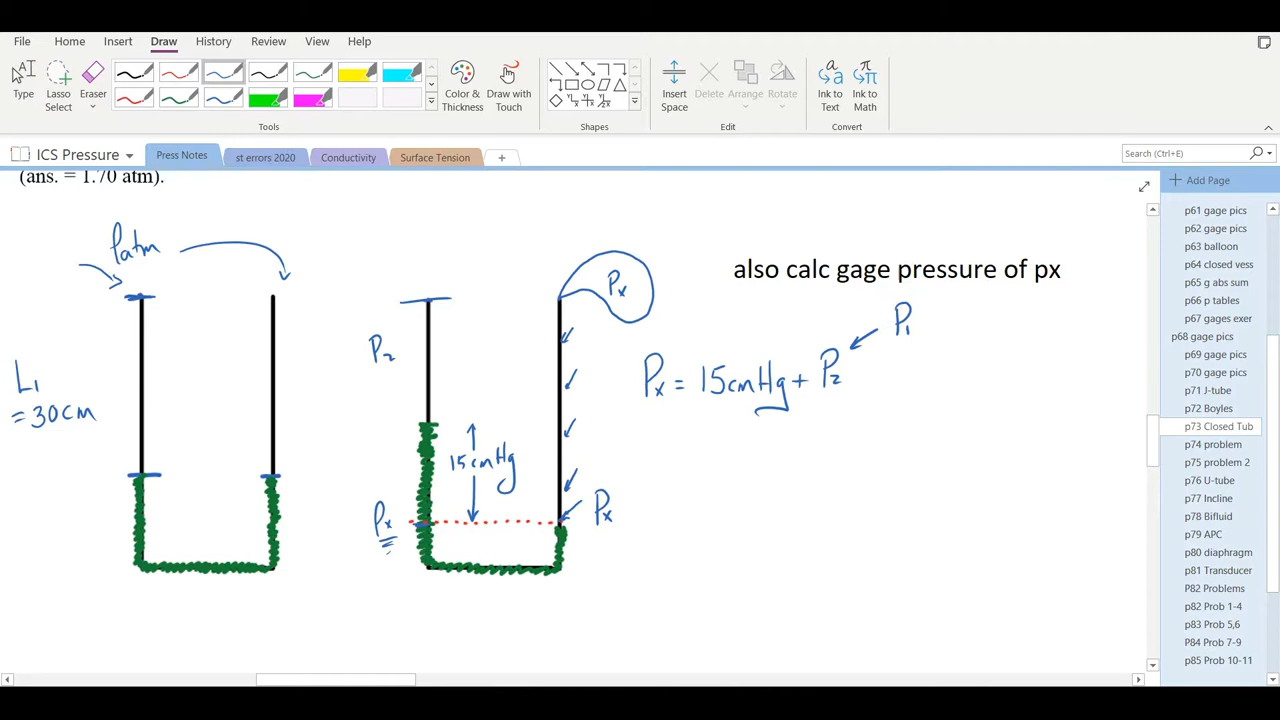 File Home Insert Draw History Review View Help
Type Lasso Select Eraser Color & Thickness Draw with Touch Insert Space Delete Arrange Rotate Ink to Text Ink to Math
Tools Shapes Edit Convert
ICS Pressure Press Notes st errors 2020 Conductivity Surface Tension + Search (Ctrl+E)
(ans. = 1.70 atm).
Patm
L1
= 30cm
P2
15cmHg
Px
Px
Px
also calc gage pressure of px
P1
Px = 15cmHg + P2
Add Page
p61 gage pics
p62 gage pics
p63 balloon
p64 closed vess
p65 g abs sum
p66 p tables
p67 gages exer
p68 gage pics
p69 gage pics
p70 gage pics
p71 J-tube
p72 Boyles
p73 Closed Tub
p74 problem
p75 problem 2
p76 U-tube
p77 Incline
p78 Bifluid
p79 APC
p80 diaphragm
p81 Transducer
P82 Problems
p82 Prob 1-4
p83 Prob 5,6
P84 Prob 7-9
p85 Prob 10-11